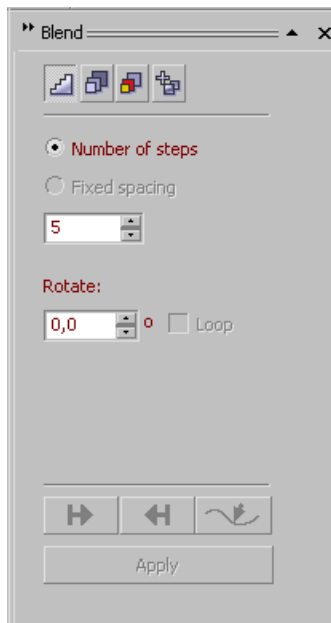 Blend
Number of steps
Fixed spacing
5
Rotate:
0,0 o Loop
Apply